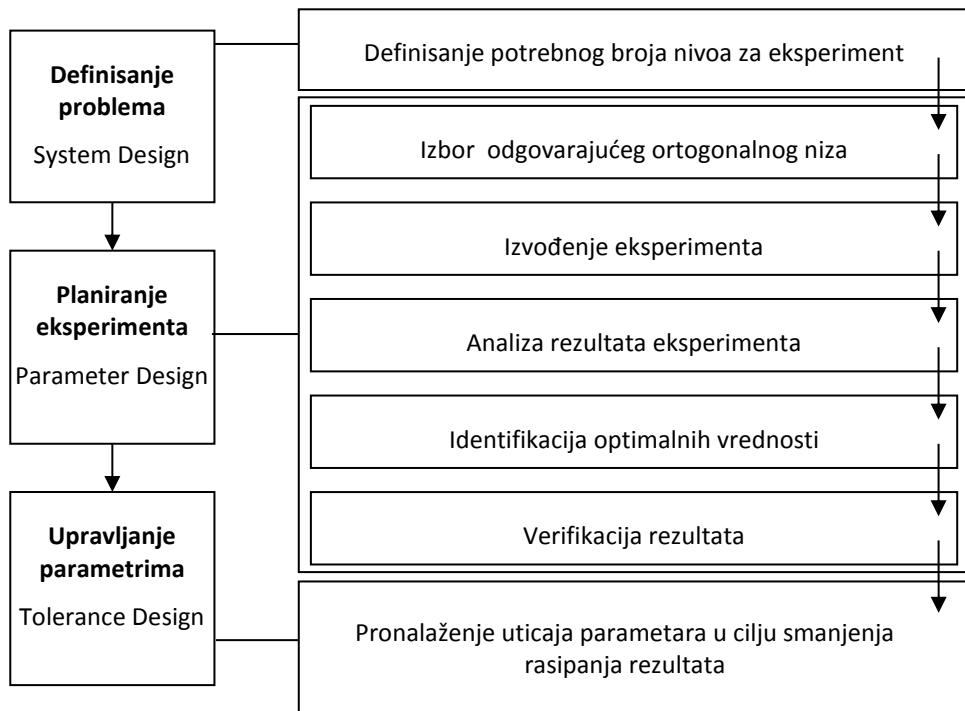 Definisanje
problema
System Design
Planiranje
eksperimenta
Parameter Design
Upravljanje
parametrima
Tolerance Design
Definisanje potrebnog broja nivoa za eksperiment
Izbor odgovarajućeg ortogonalnog niza
Izvođenje eksperimenta
Analiza rezultata eksperimenta
Identifikacija optimalnih vrednosti
Verifikacija rezultata
Pronalaženje uticaja parametara u cilju smanjenja
rasipanja rezultata